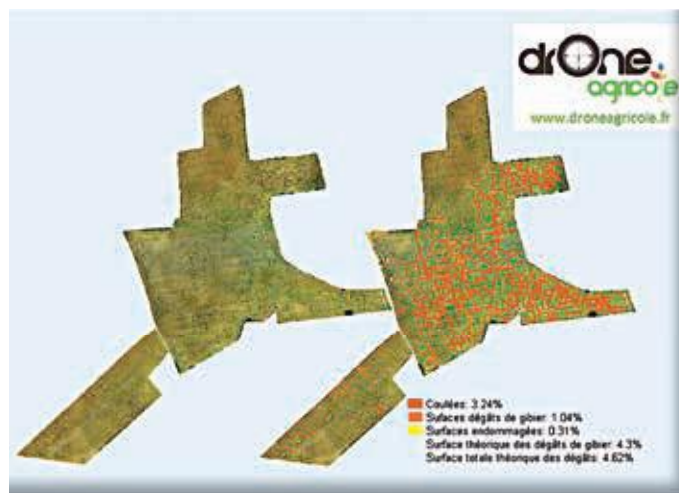 drOne
agricole
www.droneagricole.fr
Coulées: 3.24%
Sufaces dégâts de gibier: 1.04%
Surfaces endommagées: 0.31%
Surface théorique des dégâts de gibier: 4.3%
Surface totale théorique des dégâts: 4.62%